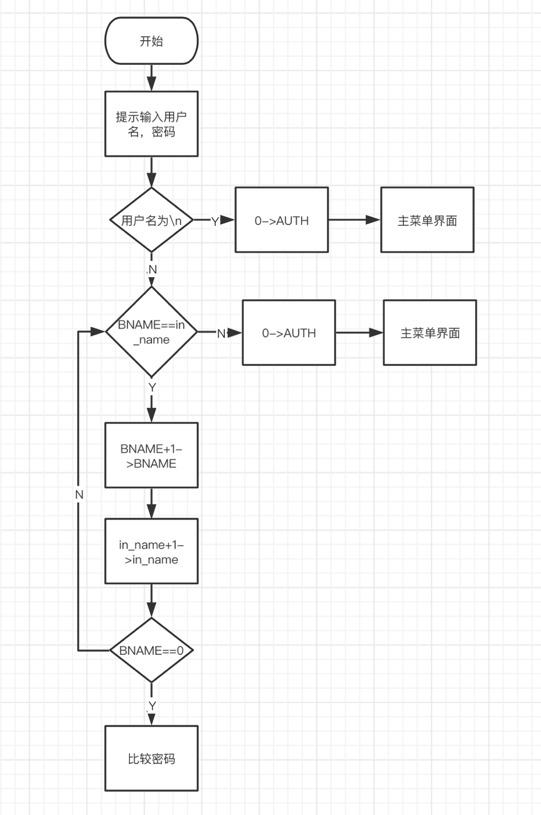 开始
提示输入用户
名，密码
用户名为\n
Y
0->AUTH
主菜单界面
N
BNAME==in
_name
N
0->AUTH
主菜单界面
Y
BNAME+1-
>BNAME
N
in_name+1-
>in_name
BNAME==0
Y
比较密码